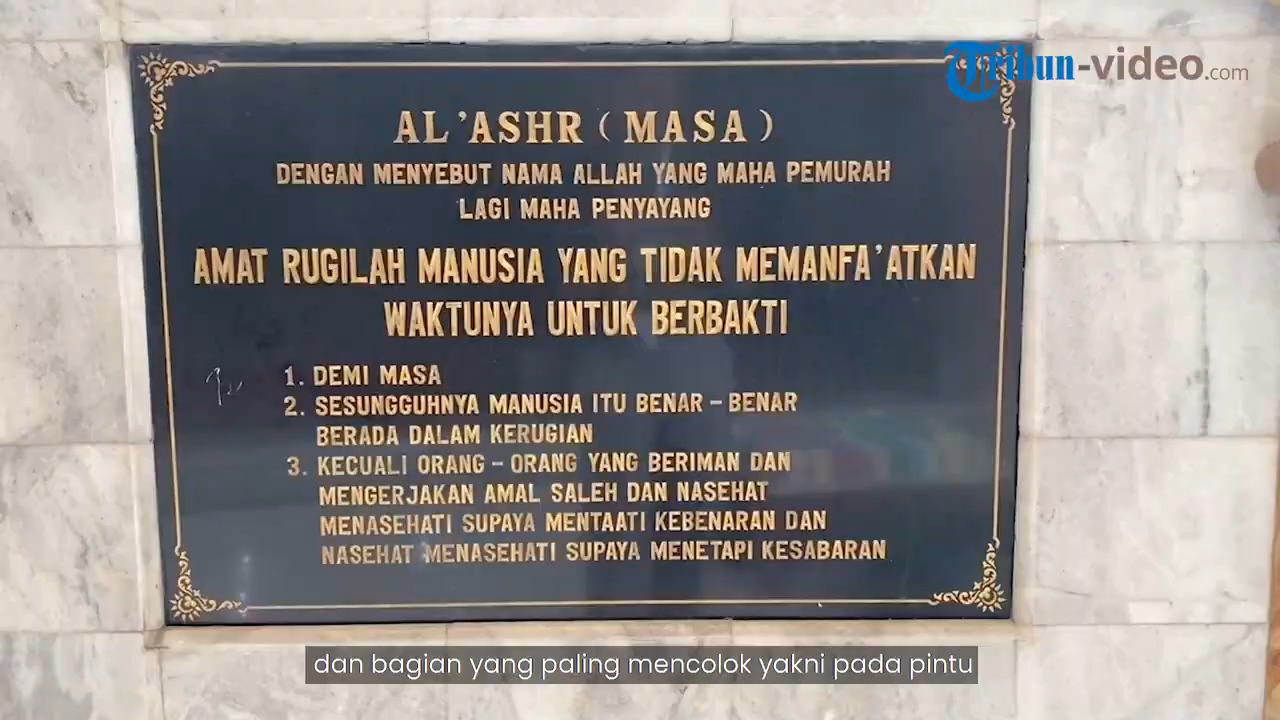 Tribun-video.com
AL 'ASHR ( MASA )
DENGAN MENYEBUT NAMA ALLAH YANG MAHA PEMURAH
LAGI MAHA PENYAYANG
AMAT RUGILAH MANUSIA YANG TIDAK MEMANFA'ATKAN
WAKTUNYA UNTUK BERBAKTI
1. DEMI MASA
2. SESUNGGUHNYA MANUSIA ITU BENAR – BENAR
BERADA DALAM KERUGIAN
3. KECUALI ORANG – ORANG YANG BERIMAN DAN
MENGERJAKAN AMAL SALEH DAN NASEHAT
MENASEHATI SUPAYA MENTAATI KEBENARAN DAN
NASEHAT MENASEHATI SUPAYA MENETAPI KESABARAN
dan bagian yang paling mencolok yakni pada pintu